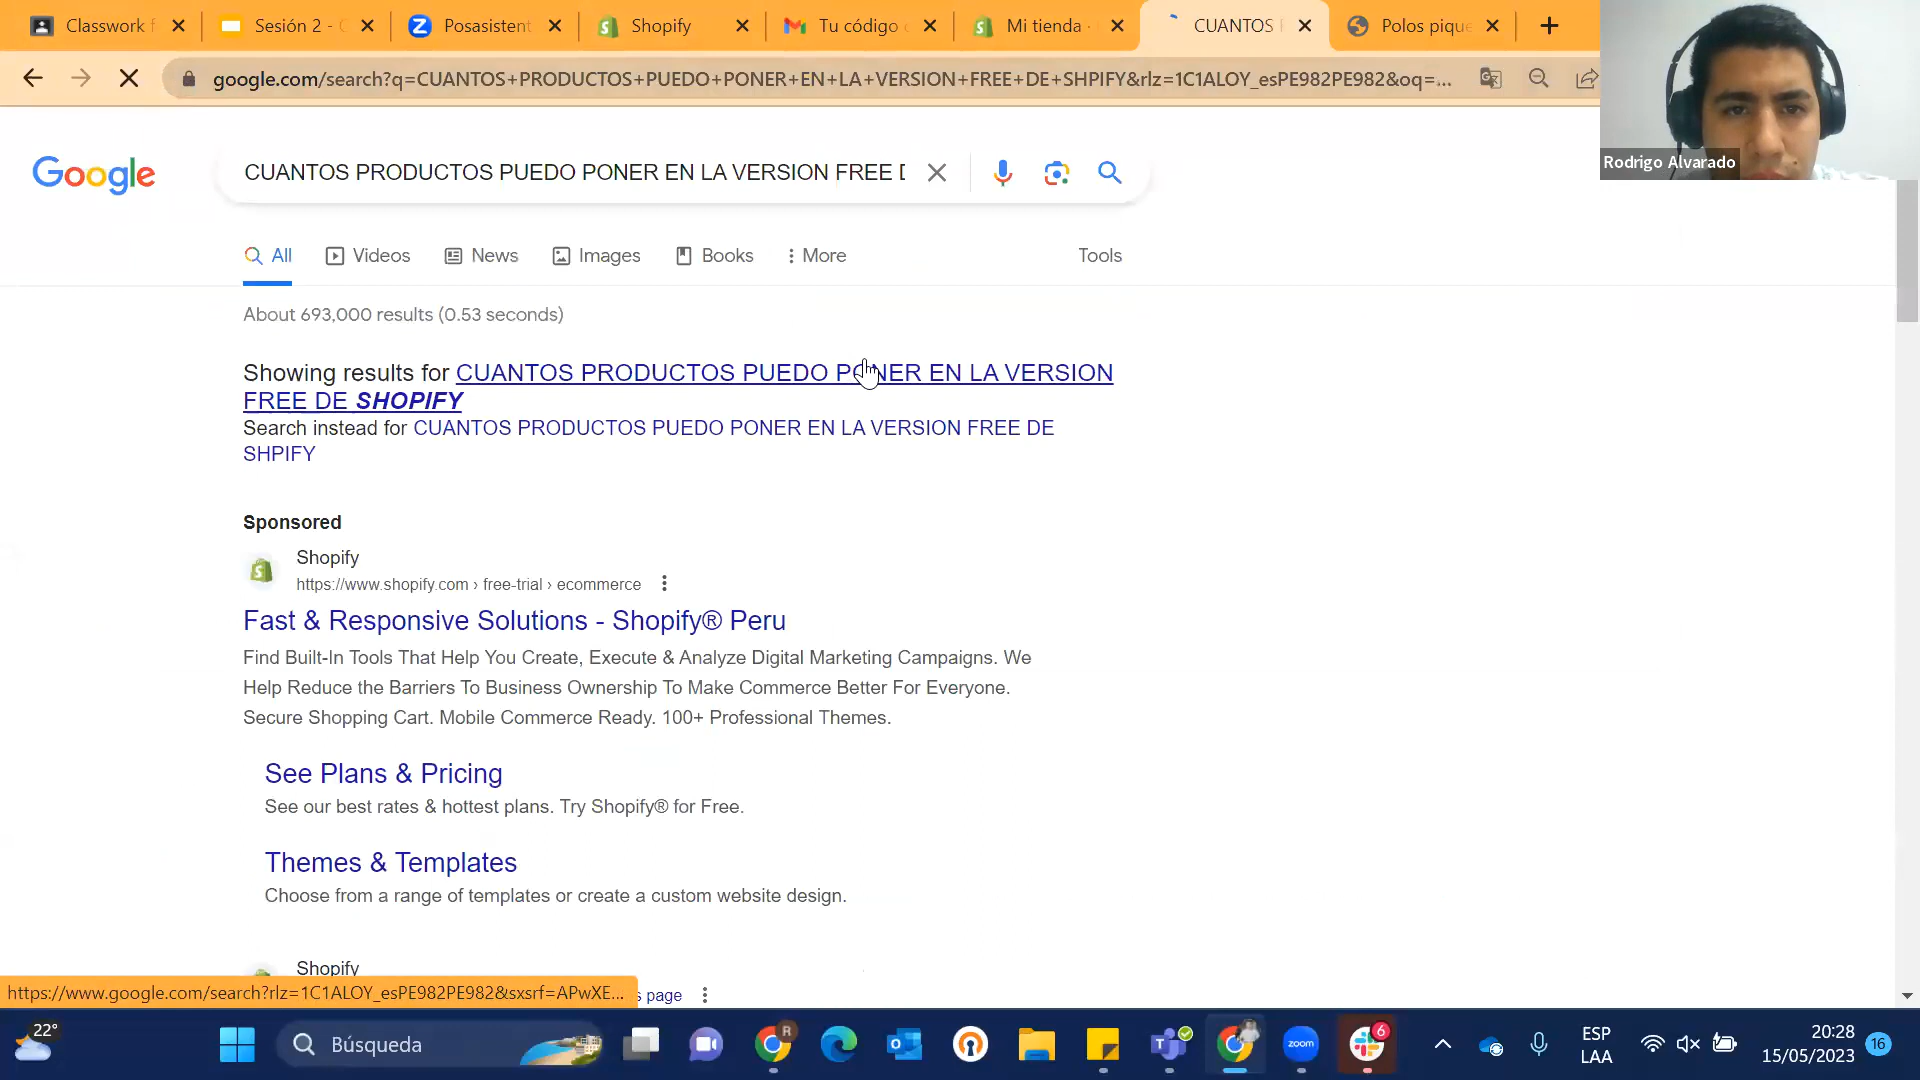 Classwork f
Sesión 2 -
Posasistent
Shopify
Tu código
Mi tienda ·
CUANTOS
Polos pique
google.com/search?q=CUANTOS+PRODUCTOS+PUEDO+PONER+EN+LA+VERSION+FREE+DE+SHPIFY&rlz=1C1ALOY_esPE982PE982&oq=...
Rodrigo Alvarado
Google
CUANTOS PRODUCTOS PUEDO PONER EN LA VERSION FREE
All
Videos
News
Images
Books
More
Tools
About 693,000 results (0.53 seconds)
Showing results for CUANTOS PRODUCTOS PUEDO PONER EN LA VERSION
FREE DE SHOPIFY
Search instead for CUANTOS PRODUCTOS PUEDO PONER EN LA VERSION FREE DE
SHPIFY
Sponsored
Shopify
https://www.shopify.com › free-trial › ecommerce
Fast & Responsive Solutions - Shopify® Peru
Find Built-In Tools That Help You Create, Execute & Analyze Digital Marketing Campaigns. We
Help Reduce the Barriers To Business Ownership To Make Commerce Better For Everyone.
Secure Shopping Cart. Mobile Commerce Ready. 100+ Professional Themes.
See Plans & Pricing
See our best rates & hottest plans. Try Shopify® for Free.
Themes & Templates
Choose from a range of templates or create a custom website design.
Shopify
https://www.google.com/search?rlz=1C1ALOY_esPE982PE982&sxsrf=APwXE...
s page
22°
Búsqueda
R
zoom
6
ESP
LAA
20:28
15/05/2023
16